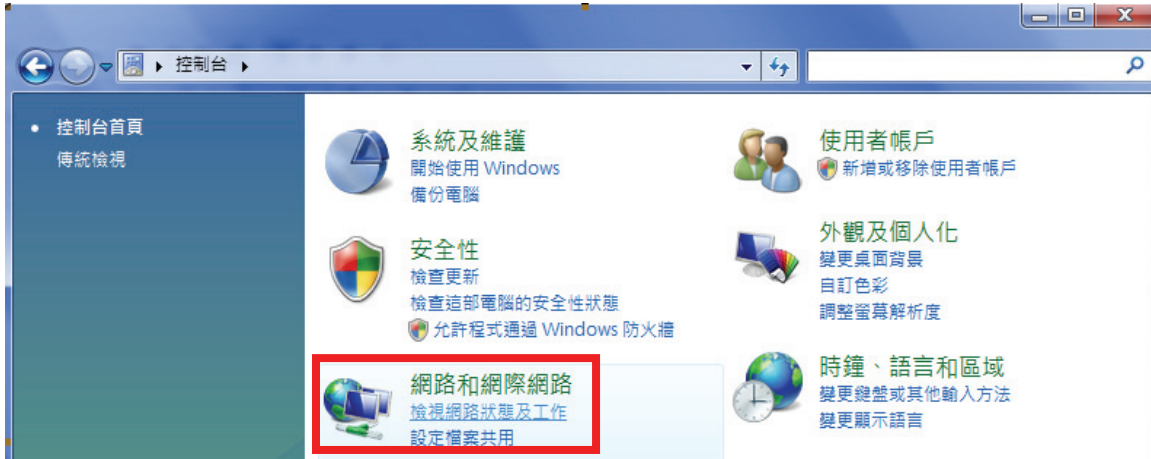 控制台
控制台首頁
傳統檢視
系統及維護
開始使用 Windows
備份電腦
安全性
檢查更新
檢查這部電腦的安全性狀態
允許程式通過 Windows 防火牆
網路和網際網路
檢視網路狀態及工作
設定檔案共用
使用者帳戶
新增或移除使用者帳戶
外觀及個人化
變更桌面背景
自訂色彩
調整螢幕解析度
時鐘、語言和區域
變更鍵盤或其他輸入方法
變更顯示語言